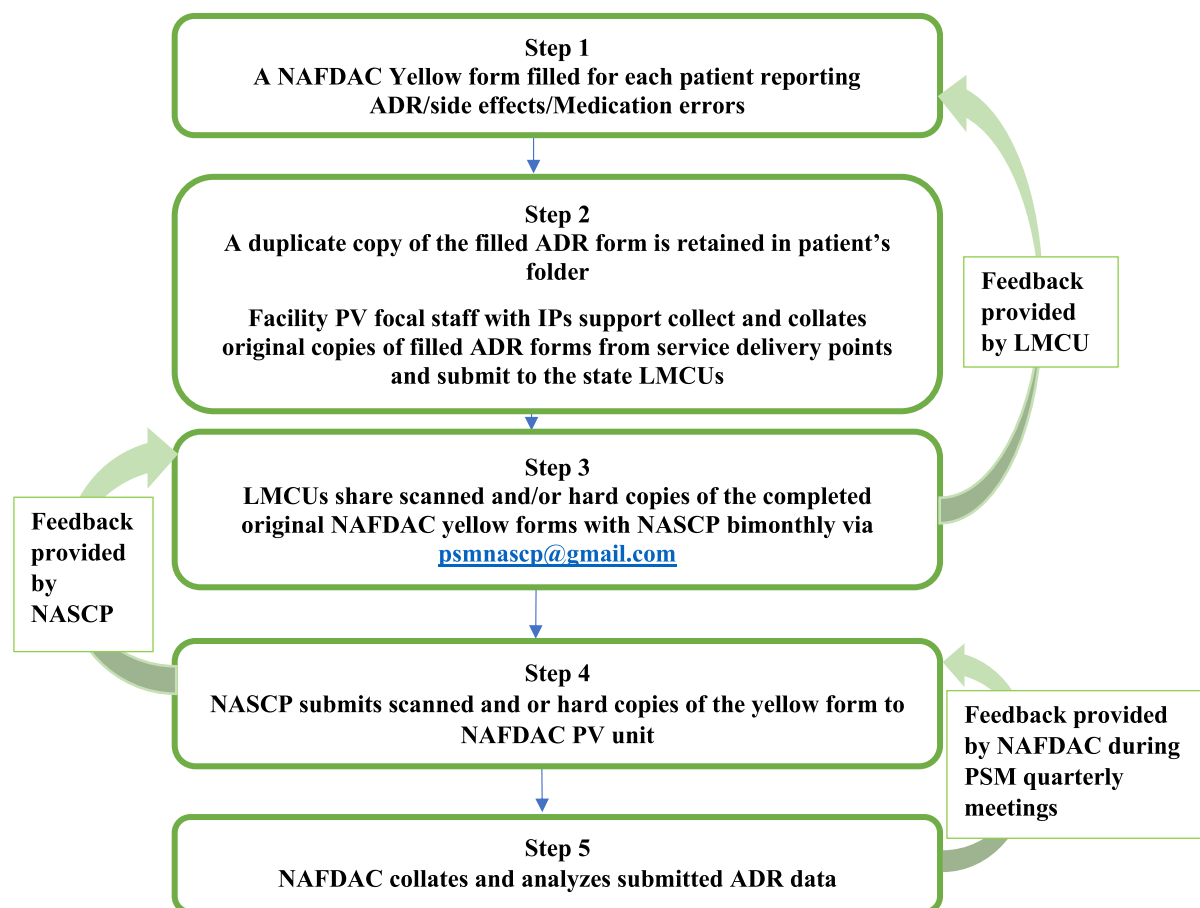 Step 1
A NAFDAC Yellow form filled for each patient reporting
ADR/side effects/Medication errors
Step 2
A duplicate copy of the filled ADR form is retained in patient’s
folder
Facility PV focal staff with IPs support collect and collates
original copies of filled ADR forms from service delivery points
and submit to the state LMCUs
Feedback
provided
by LMCU
Step 3
LMCUs share scanned and/or hard copies of the completed
original NAFDAC yellow forms with NASCP bimonthly via
psmnascp@gmail.com
Feedback
provided
by
NASCP
Step 4
NASCP submits scanned and or hard copies of the yellow form to
NAFDAC PV unit
Feedback provided
by NAFDAC during
PSM quarterly
meetings
Step 5
NAFDAC collates and analyzes submitted ADR data